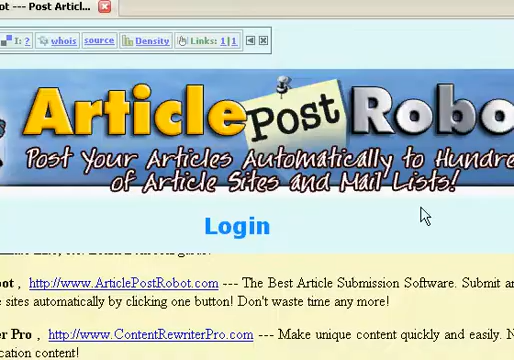 ot --- Post Articl...
I: ? whois source Density Links: 1 | 1
Article Post Robo
Post Your Articles Automatically to Hundre
of Article Sites and Mail Lists!
Login
ot , http://www.ArticlePostRobot.com --- The Best Article Submission Software. Submit ar
e sites automatically by clicking one button! Don't waste time any more!
er Pro , http://www.ContentRewriterPro.com --- Make unique content quickly and easily. N
ication content!